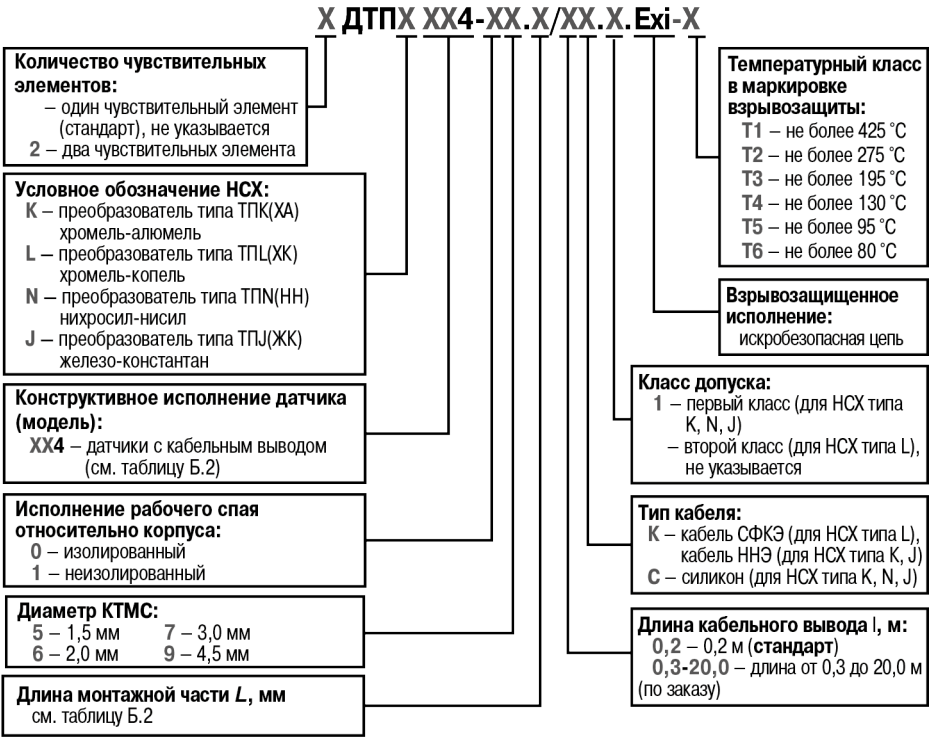 X ДТПX XX4-XX.X/XX.X.Exi-X
Количество чувствительных
элементов:
– один чувствительный элемент
(стандарт), не указывается
2 – два чувствительных элемента
Условное обозначение НСХ:
K – преобразователь типа ТПК(ХА)
хромель-алюмель
L – преобразователь типа ТПL(ХК)
хромель-копель
N – преобразователь типа ТПN(НН)
нихросил-нисил
J – преобразователь типа ТПJ(ЖК)
железо-константан
Конструктивное исполнение датчика
(модель):
XX4 – датчики с кабельным выводом
(см. таблицу Б.2)
Исполнение рабочего спая
относительно корпуса:
0 – изолированный
1 – неизолированный
Диаметр КТМС:
5 – 1,5 мм 7 – 3,0 мм
6 – 2,0 мм 9 – 4,5 мм
Длина монтажной части L, мм
см. таблицу Б.2
Температурный класс
в маркировке
взрывозащиты:
T1 – не более 425 °С
T2 – не более 275 °С
T3 – не более 195 °С
T4 – не более 130 °С
T5 – не более 95 °С
T6 – не более 80 °С
Взрывозащищенное
исполнение:
искробезопасная цепь
Класс допуска:
1 – первый класс (для НСХ типа
K, N, J)
– второй класс (для НСХ типа L),
не указывается
Тип кабеля:
К – кабель СФКЭ (для НСХ типа L),
кабель ННЭ (для НСХ типа K, J)
С – силикон (для НСХ типа K, N, J)
Длина кабельного вывода l, м:
0,2 – 0,2 м (стандарт)
0,3-20,0 – длина от 0,3 до 20,0 м
(по заказу)